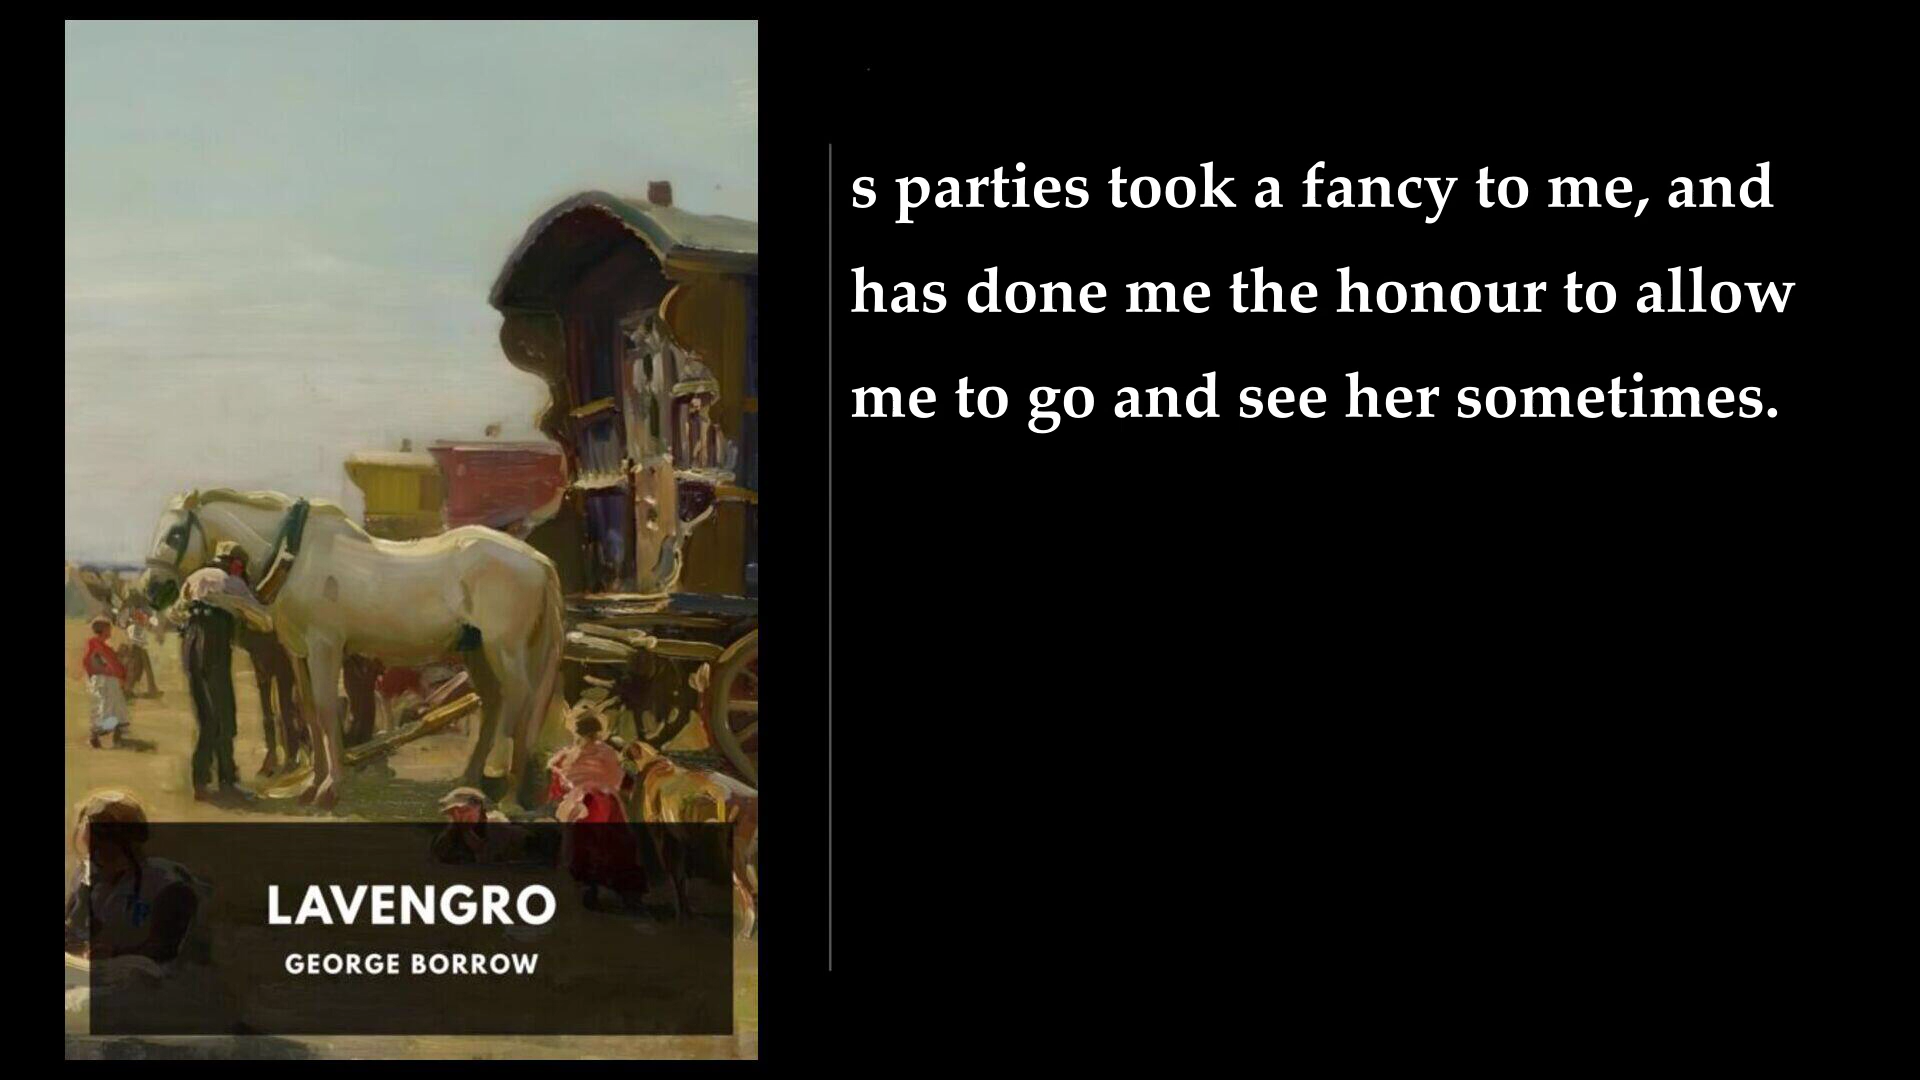 s parties took a fancy to me, and
has done me the honour to allow
me to go and see her sometimes.
LAVENGRO
GEORGE BORROW